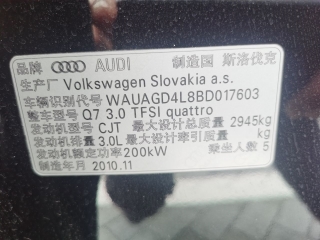 品牌 AUDI 制造国 斯洛伐克
生产厂 Volkswagen Slovakia a.s.
车辆识别代号 WAUAGD4L8BD017603
整车型号 Q7 3.0 TFSI quattro
发动机型号 CJT 最大设计总质量 2945kg
发动机排量 3.0L 最大设计牵引质量 kg
发动机额定功率200kW 乘坐人数 5
制造年月 2010.11